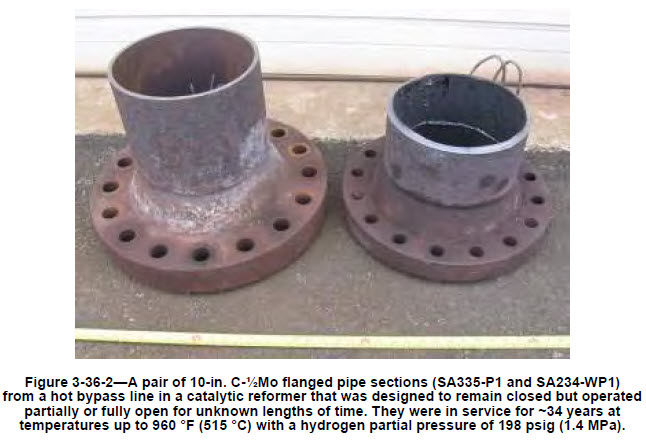 Figure 3-36-2—A pair of 10-in. C-½Mo flanged pipe sections (SA335-P1 and SA234-WP1)
from a hot bypass line in a catalytic reformer that was designed to remain closed but operated
partially or fully open for unknown lengths of time. They were in service for ~34 years at
temperatures up to 960 °F (515 °C) with a hydrogen partial pressure of 198 psig (1.4 MPa).